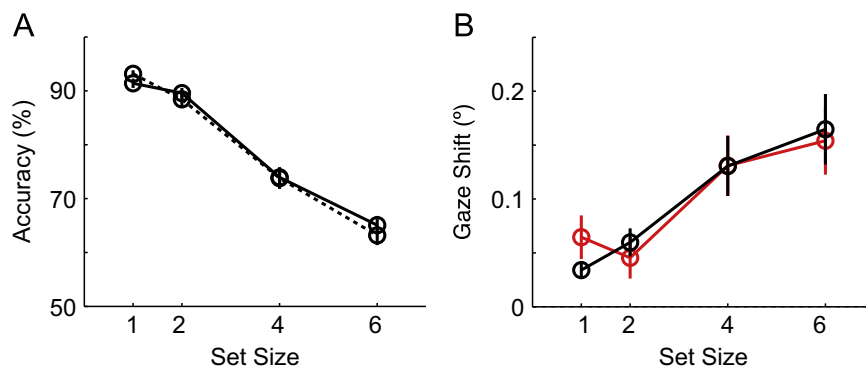 A
Accuracy (%)
90
70
50
1 2 4 6
Set Size
B
Gaze Shift (º)
0.2
0.1
0
1 2 4 6
Set Size